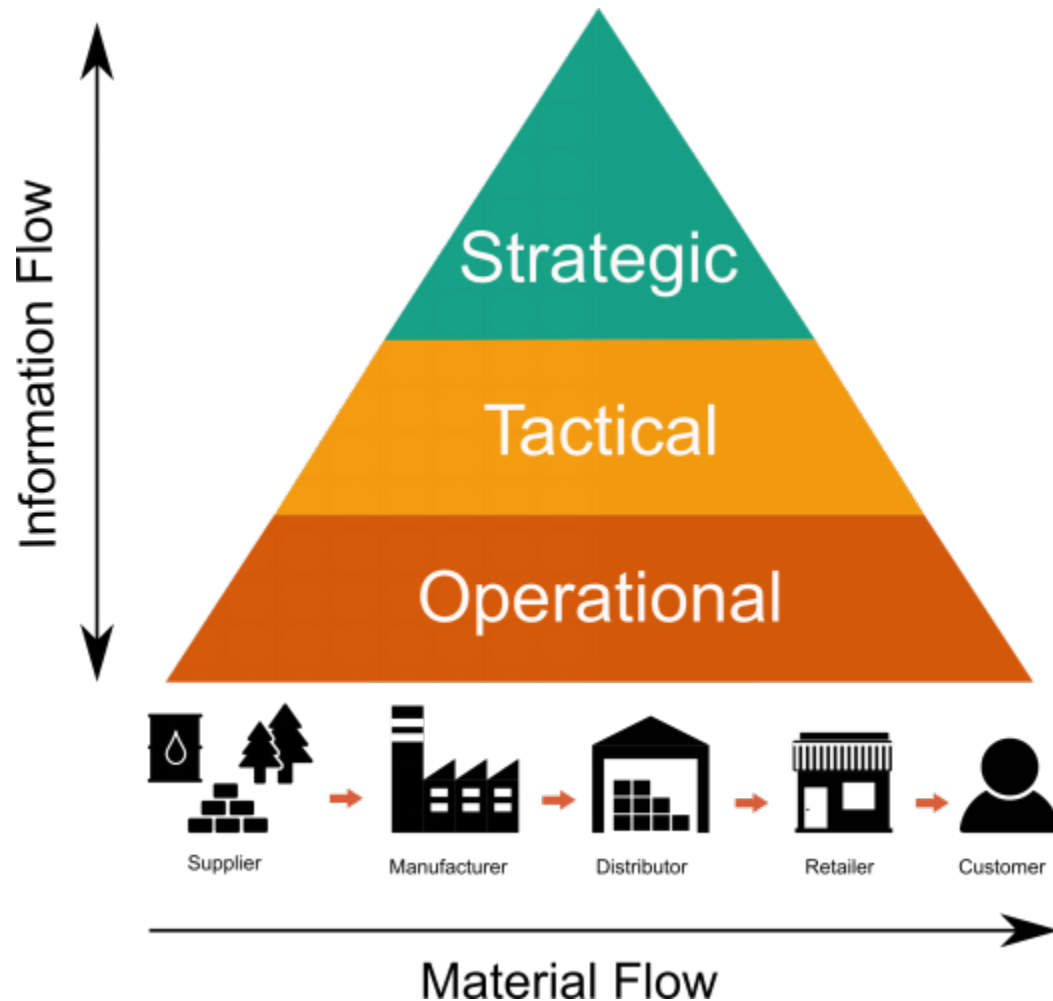 Information Flow
Strategic
Tactical
Operational
Supplier
Manufacturer
Distributor
Retailer
Customer
Material Flow